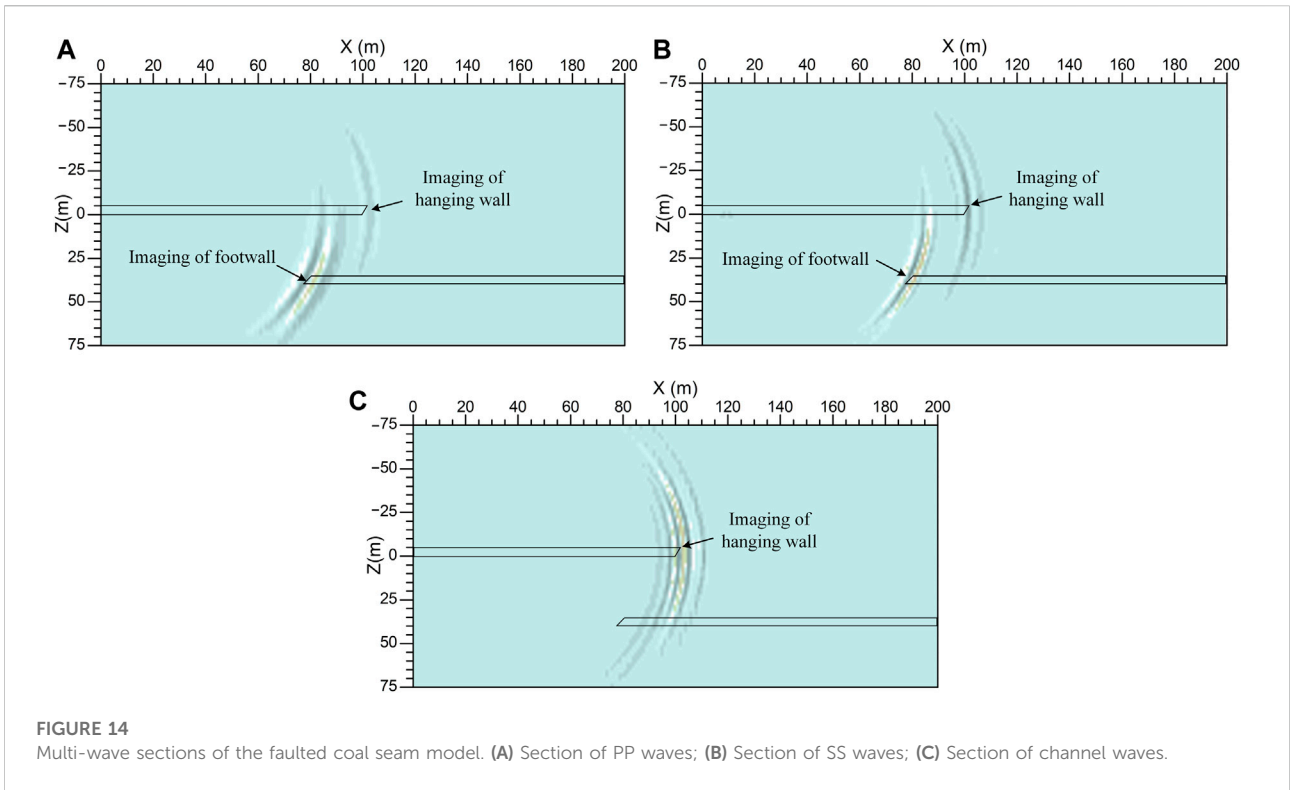 A
X (m)
0 20 40 60 80 100 120 140 160 180 200
-75
-50
-25
0
25
50
75
Z(m)
Imaging of
hanging wall
Imaging of footwall
B
X (m)
0 20 40 60 80 100 120 140 160 180 200
-75
-50
-25
0
25
50
75
Z(m)
Imaging of
hanging wall
Imaging of footwall
C
X (m)
0 20 40 60 80 100 120 140 160 180 200
-75
-50
-25
0
25
50
75
Z(m)
Imaging of
hanging wall
FIGURE 14
Multi-wave sections of the faulted coal seam model. (A) Section of PP waves; (B) Section of SS waves; (C) Section of channel waves.